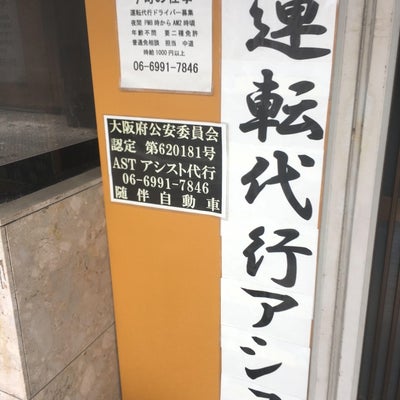 運転代行ドライバー募集
夜間 PM8時からAM2時頃
年齢不問 要二種免許
普通免相談 担当 中道
時給1000円以上
06-6991-7846
大阪府公安委員会
認定 第620181号
AST アシスト代行
06-6991-7846
随伴自動車
運転代行アシス